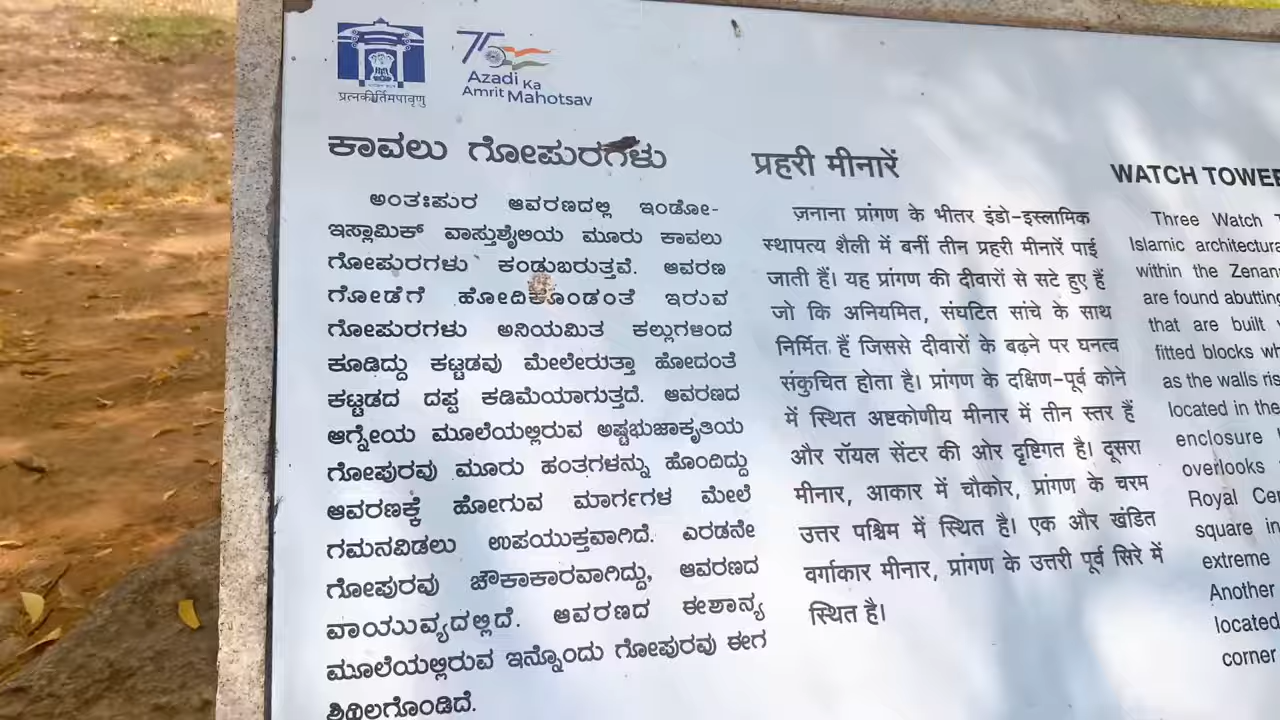 प्रत्नकीर्तिमपावृणु
75
Azadi Ka
Amrit Mahotsav
ಕಾವಲು ಗೋಪುರಗಳು
ಅಂತಃಪುರ ಆವರಣದಲ್ಲಿ ಇಂಡೋ-
ಇಸ್ಲಾಮಿಕ್ ವಾಸ್ತುಶೈಲಿಯ ಮೂರು ಕಾವಲು
ಗೋಪುರಗಳು ಕಂಡುಬರುತ್ತವೆ. ಆವರಣ
ಗೋಡೆಗೆ ಹೋದಿಕೊಂಡಂತೆ ಇರುವ
ಗೋಪುರಗಳು ಅನಿಯಮಿತ ಕಲ್ಲುಗಳಿಂದ
ಕೂಡಿದ್ದು ಕಟ್ಟಡವು ಮೇಲೇರುತ್ತಾ ಹೋದಂತೆ
ಕಟ್ಟಡದ ದಪ್ಪ ಕಡಿಮೆಯಾಗುತ್ತದೆ. ಆವರಣದ
ಆಗ್ನೇಯ ಮೂಲೆಯಲ್ಲಿರುವ ಅಷ್ಟಭುಜಾಕೃತಿಯ
ಗೋಪುರವು ಮೂರು ಹಂತಗಳನ್ನು ಹೊಂದಿದ್ದು
ಆವರಣಕ್ಕೆ ಹೋಗುವ ಮಾರ್ಗಗಳ ಮೇಲೆ
ಗಮನವಿಡಲು ಉಪಯುಕ್ತವಾಗಿದೆ. ಎರಡನೇ
ಗೋಪುರವು ಚೌಕಾಕಾರವಾಗಿದ್ದು, ಆವರಣದ
ವಾಯುವ್ಯದಲ್ಲಿದೆ. ಆವರಣದ ಈಶಾನ್ಯ
ಮೂಲೆಯಲ್ಲಿರುವ ಇನ್ನೊಂದು ಗೋಪುರವು ಈಗ
ಶಿಥಿಲಗೊಂಡಿದೆ.
प्रहरी मीनारें
ज़नाना प्रांगण के भीतर इंडो-इस्लामिक
स्थापत्य शैली में बनीं तीन प्रहरी मीनारें पाई
जाती हैं। यह प्रांगण की दीवारों से सटे हुए हैं
जो कि अनियमित, संघटित सांचे के साथ
निर्मित हैं जिससे दीवारों के बढ़ने पर घनत्व
संकुचित होता है। प्रांगण के दक्षिण-पूर्व कोने
में स्थित अष्टकोणीय मीनार में तीन स्तर हैं
और रॉयल सेंटर की ओर दृष्टिगत है। दूसरा
मीनार, आकार में चौकोर, प्रांगण के चरम
उत्तर पश्चिम में स्थित है। एक और खंडित
वर्गाकार मीनार, प्रांगण के उत्तरी पूर्व सिरे में
स्थित है।
WATCH TOWE
Three Watch
Islamic architectura
within the Zenan
are found abutting
that are built
fitted blocks wh
as the walls ris
located in the
enclosure
overlooks
Royal Cen
square in
extreme
Another
located
corner